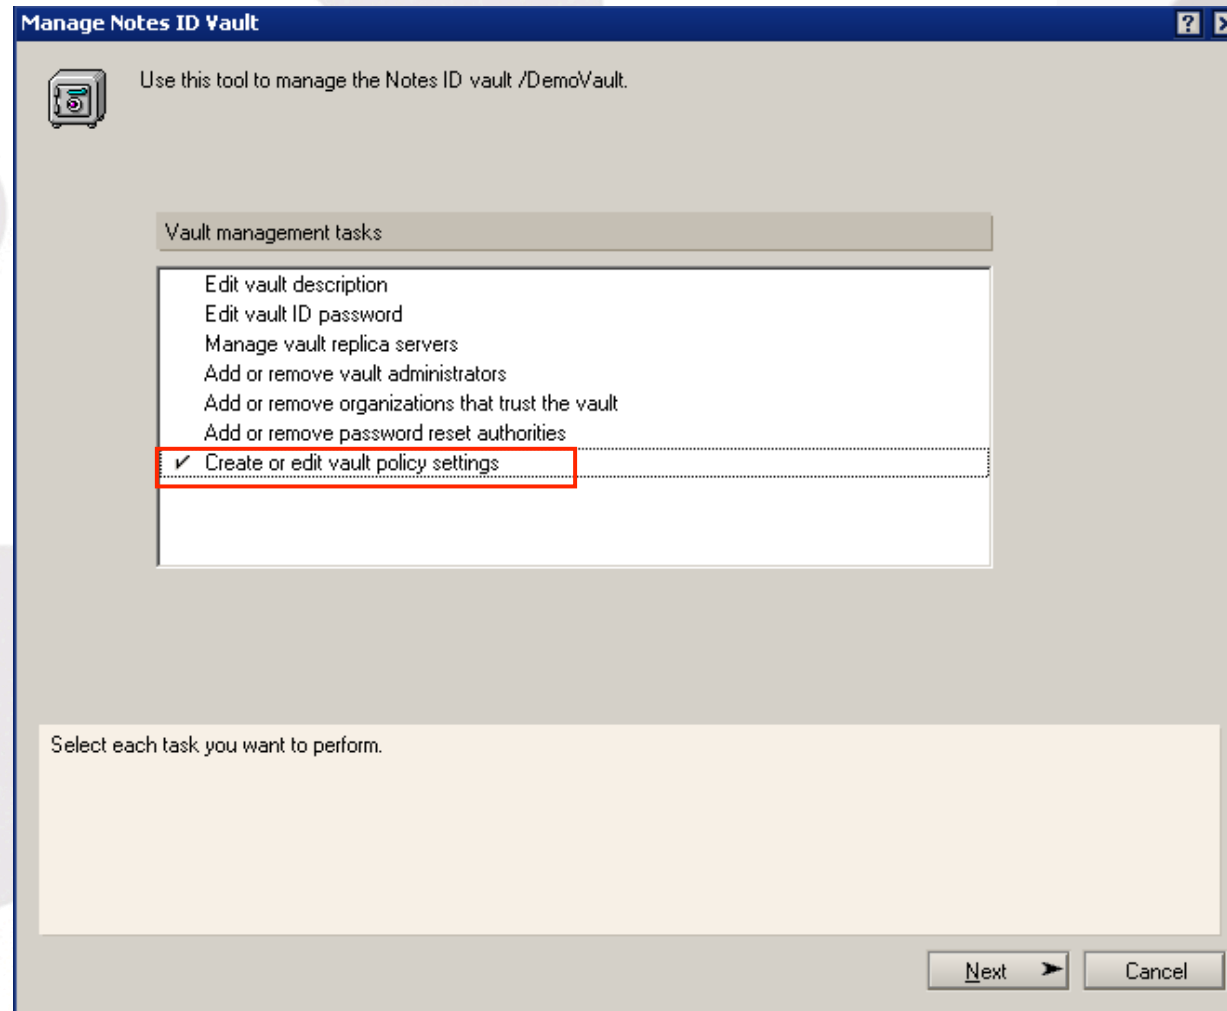 Manage Notes ID Vault
Use this tool to manage the Notes ID vault /DemoVault.
Vault management tasks
Edit vault description
Edit vault ID password
Manage vault replica servers
Add or remove vault administrators
Add or remove organizations that trust the vault
Add or remove password reset authorities
✓ Create or edit vault policy settings
Select each task you want to perform.
Next
Cancel